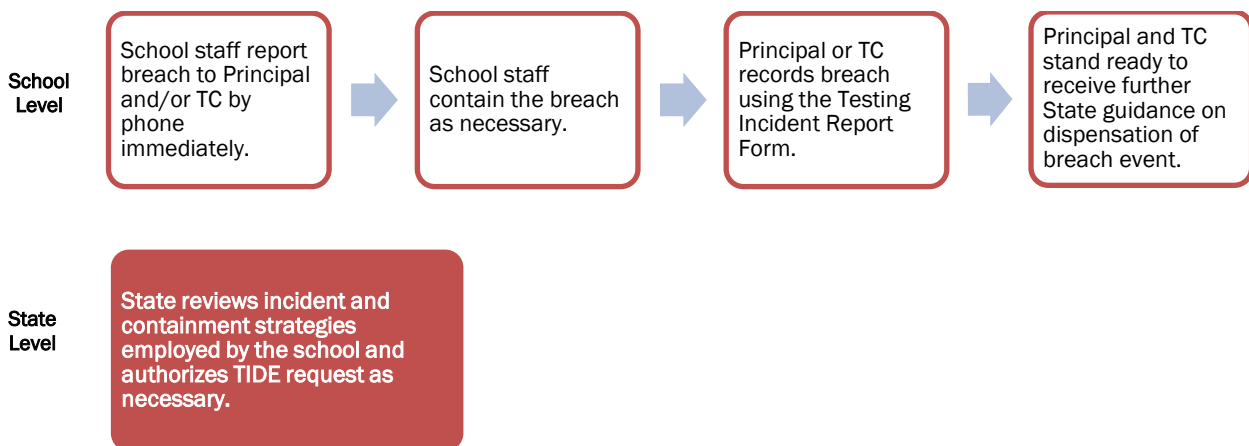 School
Level
School staff report
breach to Principal
and/or TC by
phone
immediately.
School staff
contain the breach
as necessary.
Principal or TC
records breach
using the Testing
Incident Report
Form.
Principal and TC
stand ready to
receive further
State guidance on
dispensation of
breach event.
State
Level
State reviews incident and
containment strategies
employed by the school and
authorizes TIDE request as
necessary.